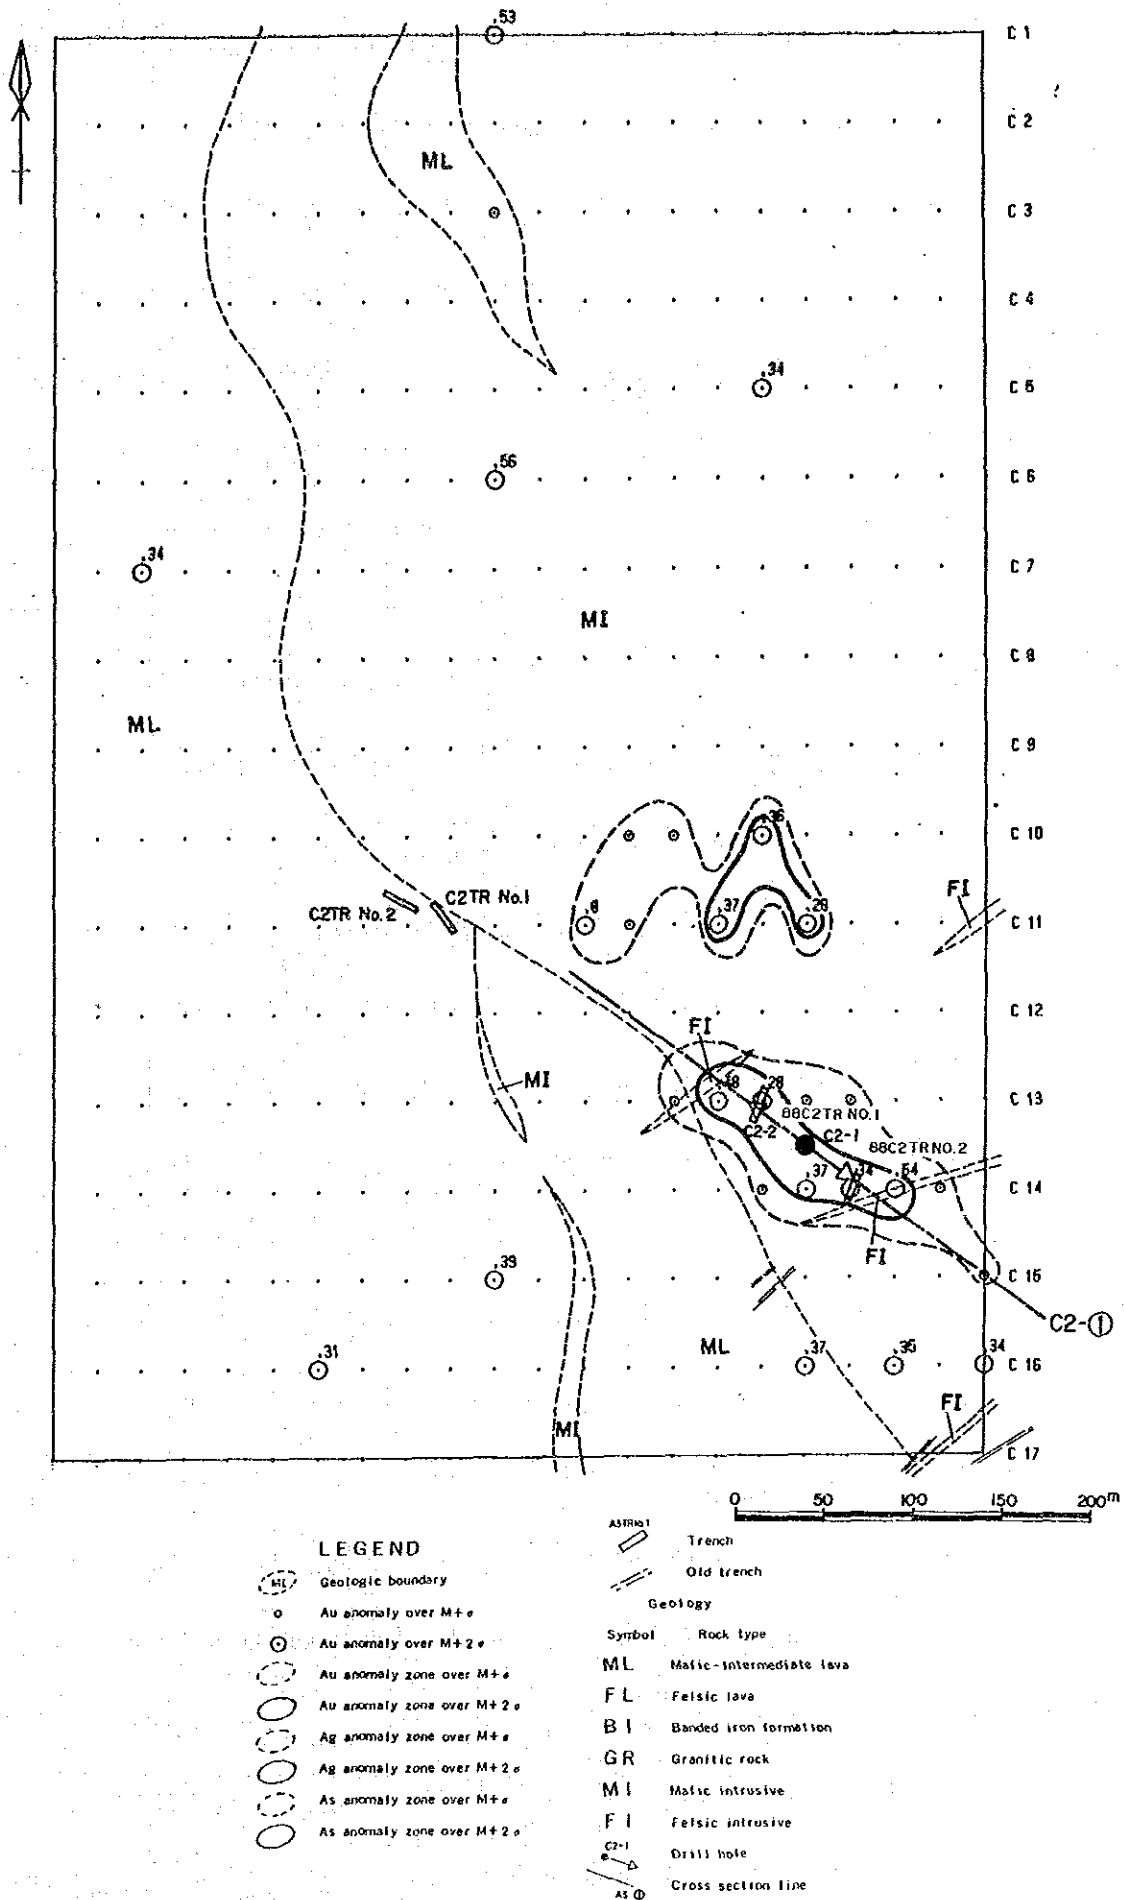 .53
C 1
C 2
ML
C 3
C 4
.34
C 5
.56
C 6
.34
C 7
MI
C 8
ML
C 9
.36
C 10
FI
C2TR No.2
C2TR No.1
.8
.37
.28
C 11
C 12
FI
MI
.28
C 13
88C2TR NO.1
C2-2
C2-1
88C2TR NO.2
.37
.34
.54
C 14
FI
.39
C 15
C2-①
ML
.31
.37
.35
.34
C 16
FI
MI
C 17
0 50 100 150 200m
LEGEND
ML Geologic boundary
Au anomaly over M+σ
Au anomaly over M+2σ
Au anomaly zone over M+σ
Au anomaly zone over M+2σ
Ag anomaly zone over M+σ
Ag anomaly zone over M+2σ
As anomaly zone over M+σ
As anomaly zone over M+2σ
Trench
Old trench
Geology
Symbol Rock type
ML Mafic-intermediate lava
FL Felsic lava
BI Banded iron formation
GR Granitic rock
MI Mafic intrusive
FI Felsic intrusive
C2-1 Drill hole
A5 ① Cross section line